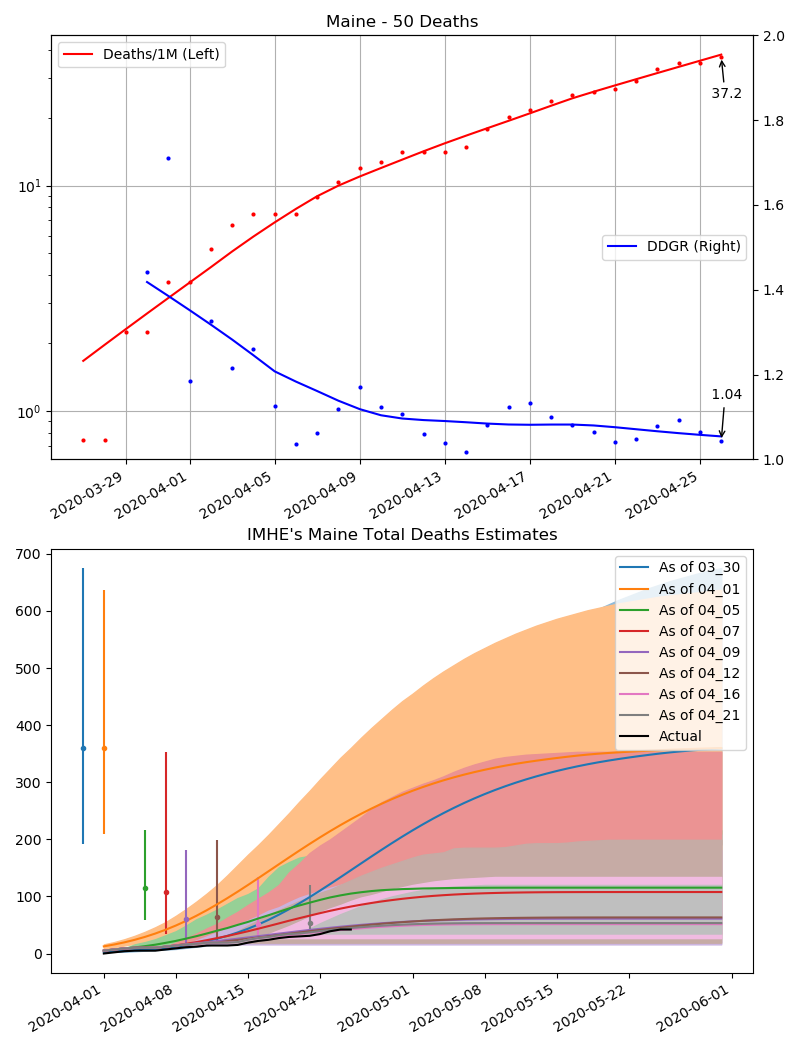 Maine - 50 Deaths
Deaths/1M (Left)
DDGR (Right)
37.2
1.04
10^1
10^0
2.0
1.8
1.6
1.4
1.2
1.0
2020-03-29
2020-04-01
2020-04-05
2020-04-09
2020-04-13
2020-04-17
2020-04-21
2020-04-25
IMHE's Maine Total Deaths Estimates
700
600
500
400
300
200
100
0
As of 03_30
As of 04_01
As of 04_05
As of 04_07
As of 04_09
As of 04_12
As of 04_16
As of 04_21
Actual
2020-04-01
2020-04-08
2020-04-15
2020-04-22
2020-05-01
2020-05-08
2020-05-15
2020-05-22
2020-06-01